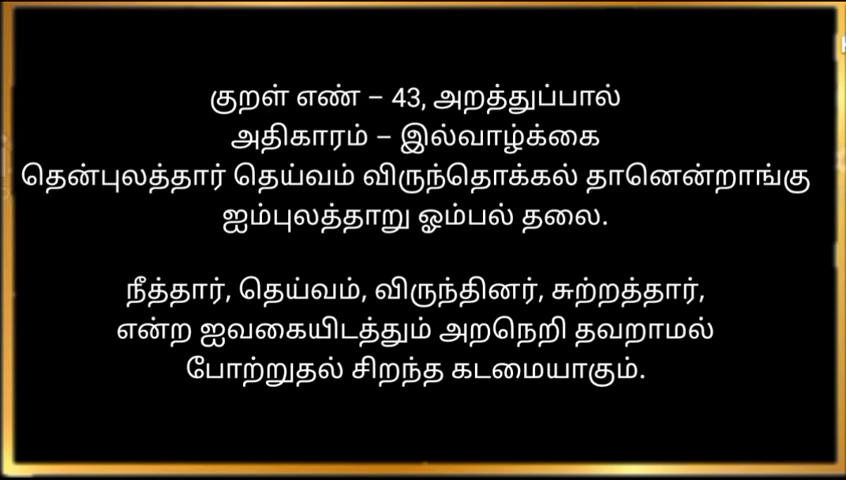 குறள் எண் – 43, அறத்துப்பால்
அதிகாரம் – இல்வாழ்க்கை
தென்புலத்தார் தெய்வம் விருந்தொக்கல் தானென்றாங்கு
ஐம்புலத்தாறு ஓம்பல் தலை.
நீத்தார், தெய்வம், விருந்தினர், சுற்றத்தார்,
என்ற ஐவகையிடத்தும் அறநெறி தவறாமல்
போற்றுதல் சிறந்த கடமையாகும்.